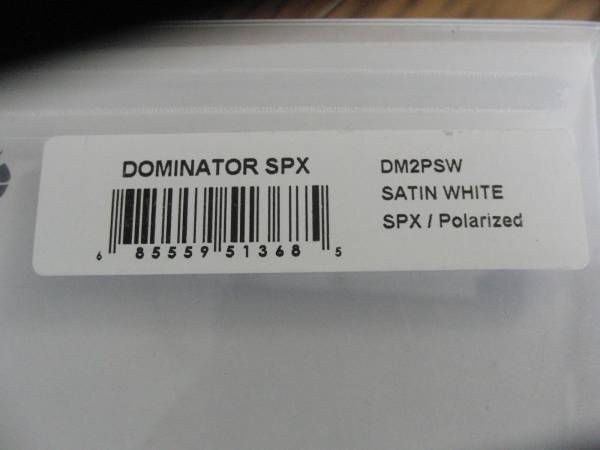 DOMINATOR SPX
6 85559 51368 5
DM2PSW
SATIN WHITE
SPX / Polarized